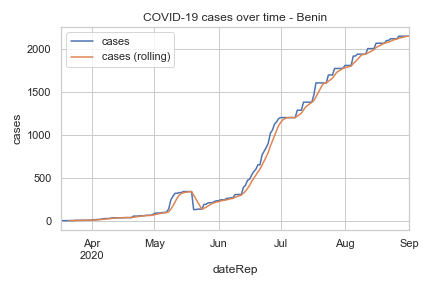 COVID-19 cases over time - Benin
cases
cases (rolling)
2000
1500
1000
500
0
cases
Apr
2020
May
Jun
Jul
Aug
Sep
dateRep